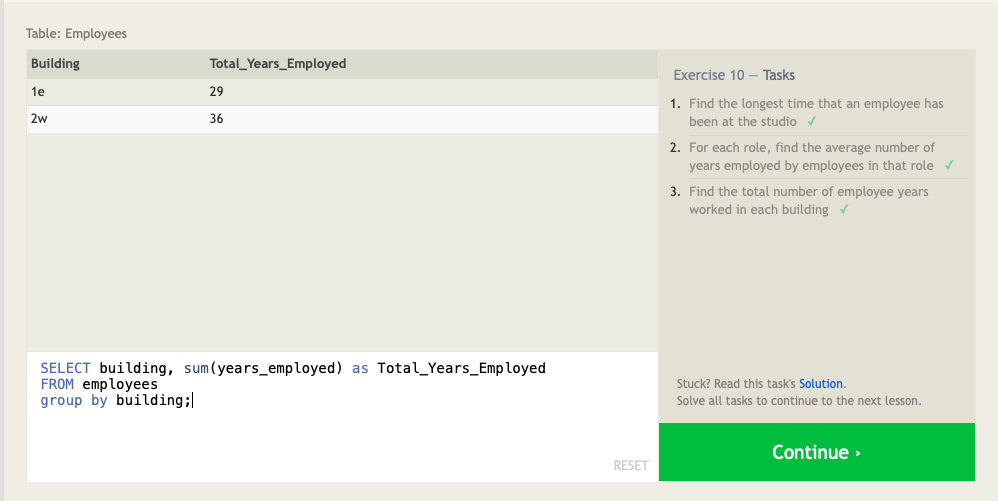 Table: Employees
Building Total_Years_Employed
1e 29
2w 36
SELECT building, sum(years_employed) as Total_Years_Employed
FROM employees
group by building;
RESET
Exercise 10 — Tasks
1. Find the longest time that an employee has
been at the studio ✓
2. For each role, find the average number of
years employed by employees in that role ✓
3. Find the total number of employee years
worked in each building ✓
Stuck? Read this task's Solution.
Solve all tasks to continue to the next lesson.
Continue ›